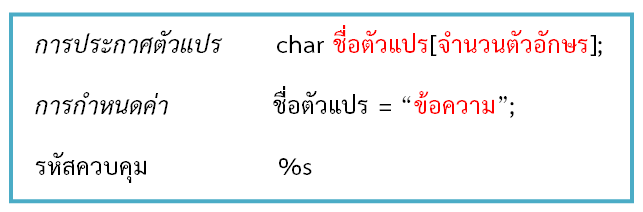 การประกาศตัวแปร char ชื่อตัวแปร[จำนวนตัวอักษร];
การกำหนดค่า ชื่อตัวแปร = “ข้อความ”;
รหัสควบคุม %s